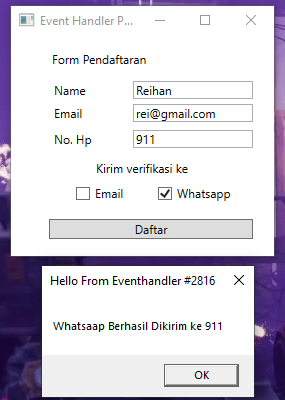 Event Handler P...
Form Pendaftaran
Name Reihan
Email rei@gmail.com
No. Hp 911
Kirim verifikasi ke
Email Whatsapp
Daftar
Hello From Eventhandler #2816
Whatsaap Berhasil Dikirim ke 911
OK